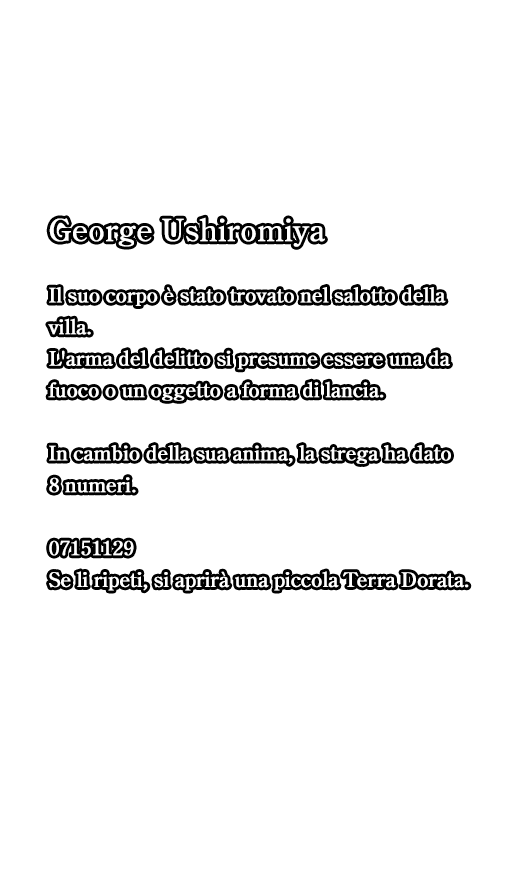 George Ushiromiya
Il suo corpo è stato trovato nel salotto della
villa.
L'arma del delitto si presume essere una da
fuoco o un oggetto a forma di lancia.
In cambio della sua anima, la strega ha dato
8 numeri.
07151129
Se li ripeti, si aprirà una piccola Terra Dorata.